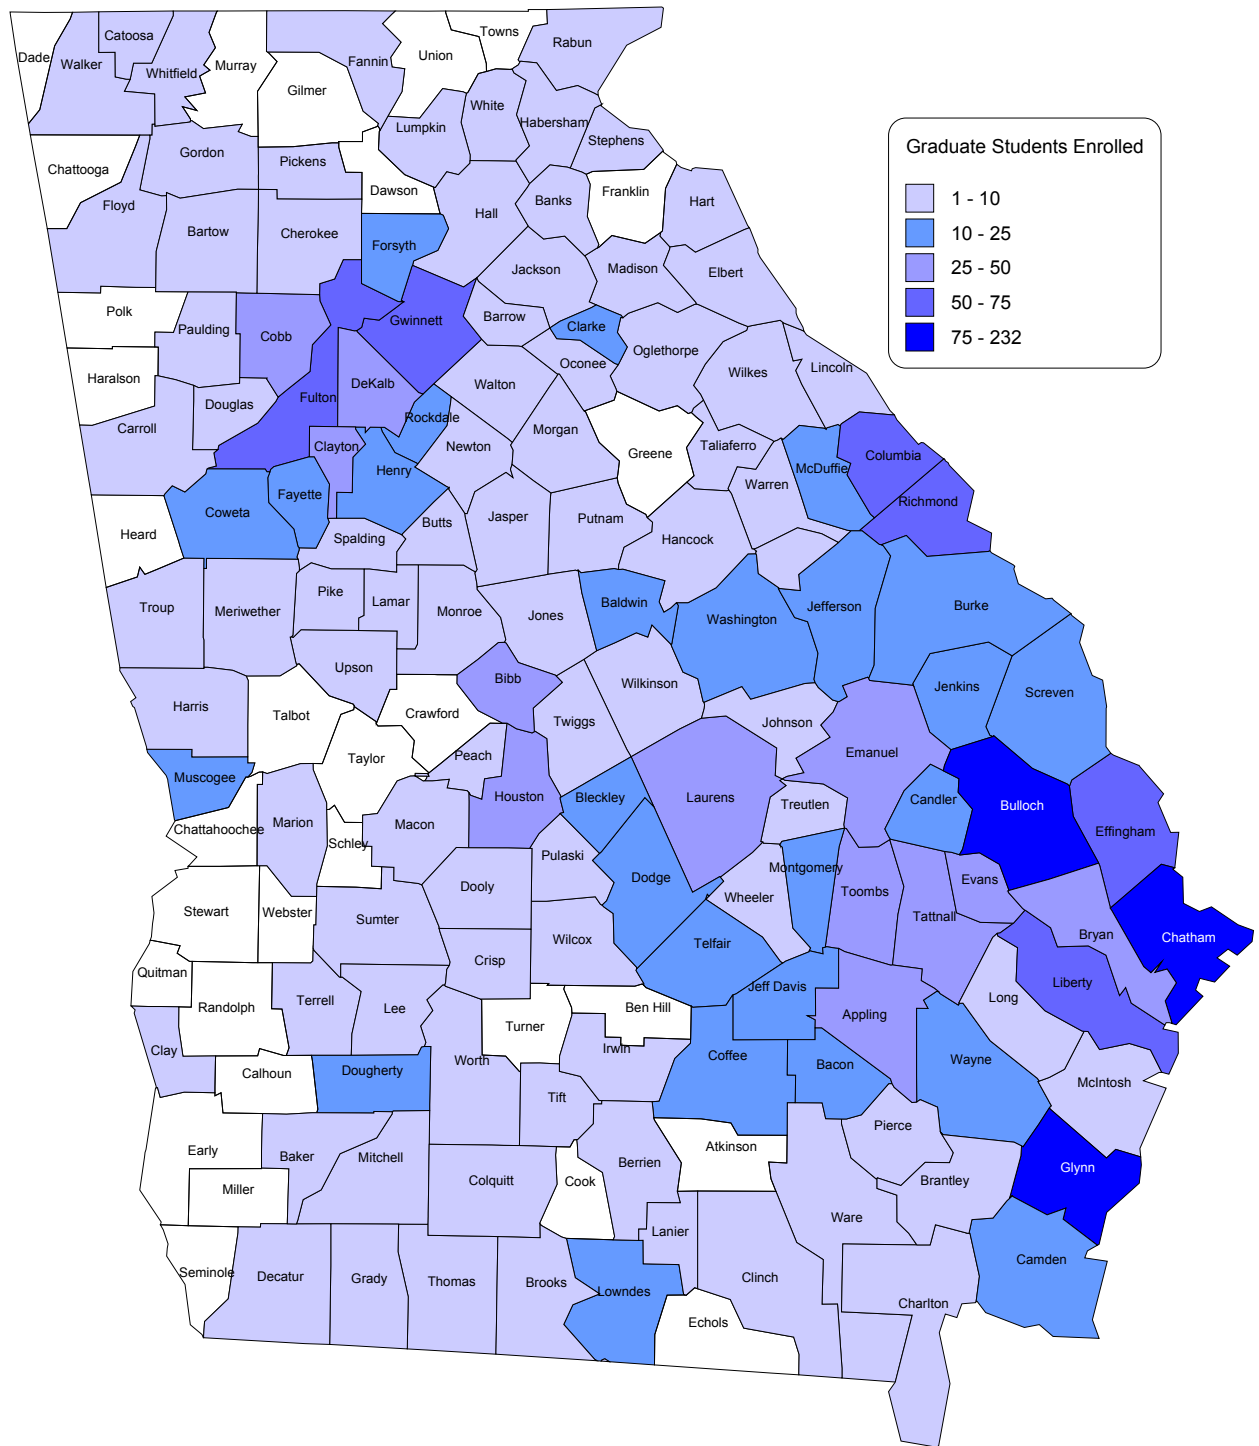 Towns
Rabun
Catoosa
Union
Dade
Walker
Murray
Fannin
Whitfield
Gilmer
White
Habersham
Lumpkin
Stephens
Graduate Students Enrolled
Gordon
Pickens
Chattooga
Dawson
Franklin
1 - 10
Banks
Hart
Floyd
Hall
Bartow
Cherokee
10 - 25
Forsyth
Jackson
Madison
Elbert
25 - 50
50 - 75
Polk
Barrow
Gwinnett
Clarke
Paulding
Cobb
75 - 232
Oglethorpe
Oconee
Lincoln
Wilkes
Haralson
DeKalb
Walton
Fulton
Douglas
Rockdale
Carroll
Morgan
Clayton
Newton
Taliaferro
Greene
Columbia
Henry
McDuffie
Warren
Fayette
Richmond
Coweta
Jasper
Putnam
Butts
Heard
Spalding
Hancock
Pike
Lamar
Baldwin
Troup
Meriwether
Monroe
Jones
Washington
Jefferson
Burke
Upson
Bibb
Wilkinson
Jenkins
Screven
Harris
Talbot
Crawford
Twiggs
Johnson
Taylor
Peach
Emanuel
Muscogee
Houston
Bleckley
Laurens
Treutlen
Candler
Bulloch
Chattahoochee
Marion
Macon
Effingham
Schley
Pulaski
Dooly
Dodge
Montgomery
Toombs
Evans
Wheeler
Stewart
Webster
Sumter
Tattnall
Wilcox
Telfair
Bryan
Chatham
Crisp
Quitman
Jeff Davis
Liberty
Randolph
Terrell
Lee
Ben Hill
Long
Turner
Appling
Clay
Irwin
Coffee
Worth
Calhoun
Dougherty
Bacon
Wayne
McIntosh
Tift
Pierce
Early
Baker
Mitchell
Berrien
Atkinson
Glynn
Miller
Colquitt
Cook
Brantley
Ware
Lanier
Seminole
Decatur
Grady
Thomas
Brooks
Clinch
Camden
Lowndes
Charlton
Echols